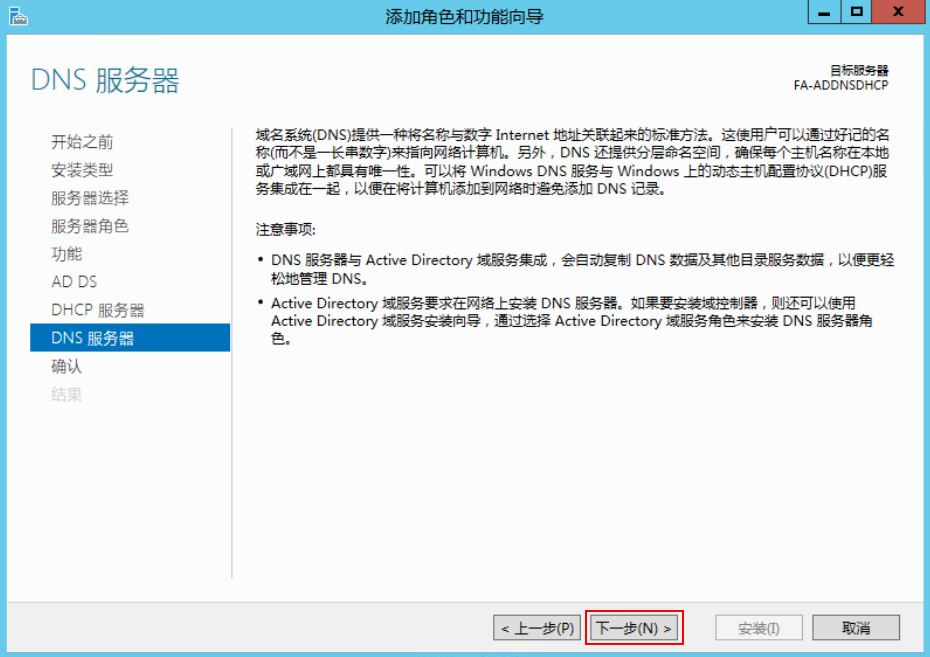 添加角色和功能向导
DNS 服务器
目标服务器
FA-ADDNSDHCP
开始之前
安装类型
服务器选择
服务器角色
功能
AD DS
DHCP 服务器
DNS 服务器
确认
结果
域名系统(DNS)提供一种将名称与数字 Internet 地址关联起来的标准方法。这使用户可以通过好记的名
称(而不是一长串数字)来指向网络计算机。另外，DNS 还提供分层命名空间，确保每个主机名称在本地
或广域网上都具有唯一性。可以将 Windows DNS 服务与 Windows 上的动态主机配置协议(DHCP)服
务集成在一起，以便在将计算机添加到网络时避免添加 DNS 记录。
注意事项:
• DNS 服务器与 Active Directory 域服务集成，会自动复制 DNS 数据及其他目录服务数据，以便更轻
松地管理 DNS。
• Active Directory 域服务要求在网络上安装 DNS 服务器。如果要安装域控制器，则还可以使用
Active Directory 域服务安装向导，通过选择 Active Directory 域服务角色来安装 DNS 服务器角
色。
< 上一步(P)
下一步(N) >
安装(I)
取消